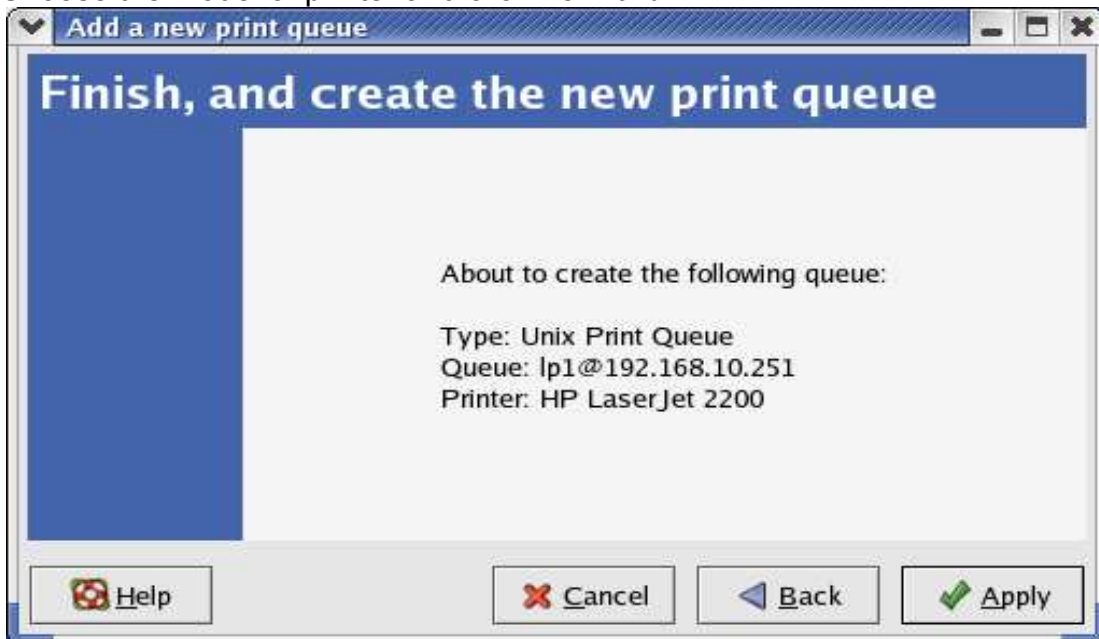 Add a new print queue
Finish, and create the new print queue
About to create the following queue:
Type: Unix Print Queue
Queue: lp1@192.168.10.251
Printer: HP LaserJet 2200
Help
Cancel
Back
Apply